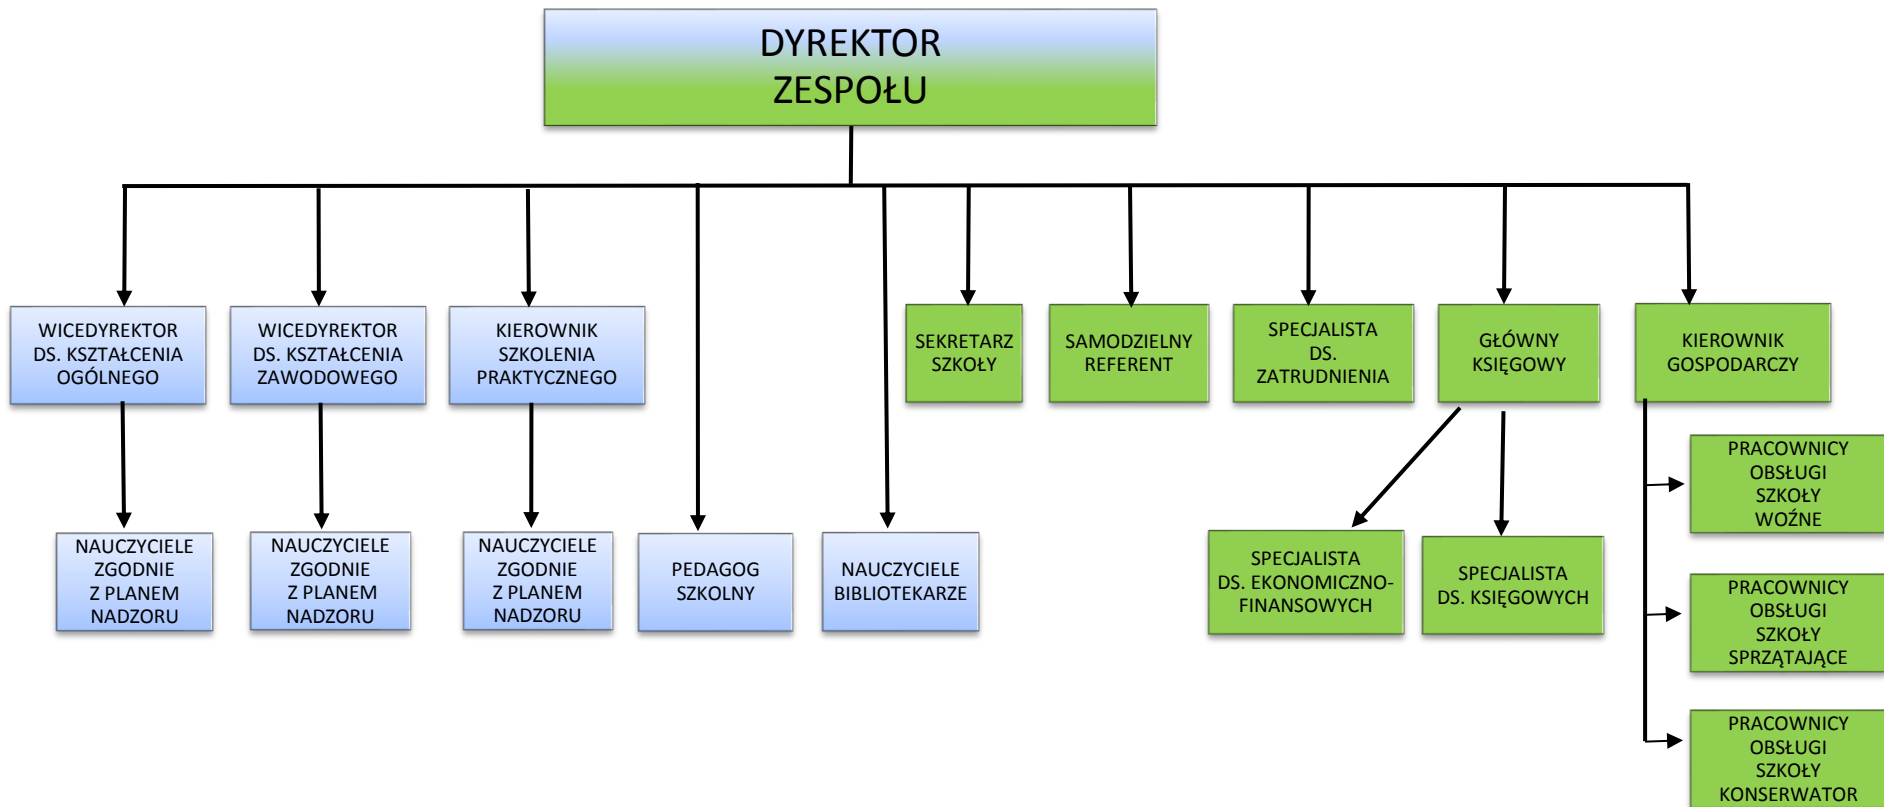 DYREKTOR
ZESPOŁU
WICEDYREKTOR
DS. KSZTAŁCENIA
OGÓLNEGO
WICEDYREKTOR
DS. KSZTAŁCENIA
ZAWODOWEGO
KIEROWNIK
SZKOLENIA
PRAKTYCZNEGO
SEKRETARZ
SZKOŁY
SAMODZIELNY
REFERENT
SPECJALISTA
DS.
ZATRUDNIENIA
GŁÓWNY
KSIĘGOWY
KIEROWNIK
GOSPODARCZY
NAUCZYCIELE
ZGODNIE
Z PLANEM
NADZORU
NAUCZYCIELE
ZGODNIE
Z PLANEM
NADZORU
NAUCZYCIELE
ZGODNIE
Z PLANEM
NADZORU
PEDAGOG
SZKOLNY
NAUCZYCIELE
BIBLIOTEKARZE
SPECJALISTA
DS. EKONOMICZNO-
FINANSOWYCH
SPECJALISTA
DS. KSIĘGOWYCH
PRACOWNICY
OBSŁUGI
SZKOŁY
WOŹNE
PRACOWNICY
OBSŁUGI
SZKOŁY
SPRZĄTAJĄCE
PRACOWNICY
OBSŁUGI
SZKOŁY
KONSERWATOR